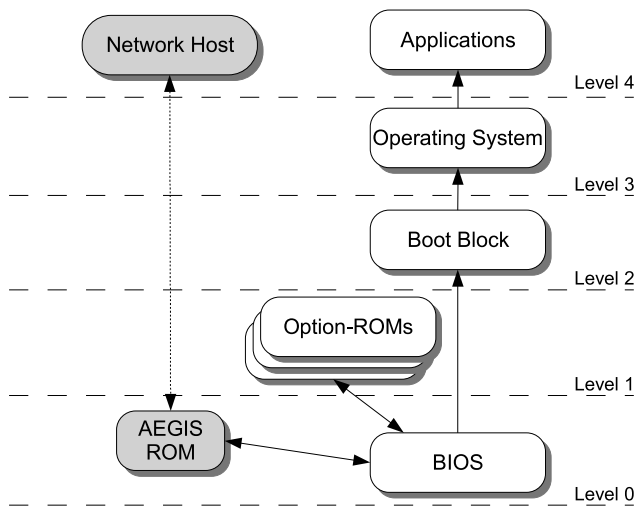 Network Host
Applications
Level 4
Operating System
Level 3
Boot Block
Level 2
Option-ROMs
Level 1
AEGIS
ROM
BIOS
Level 0